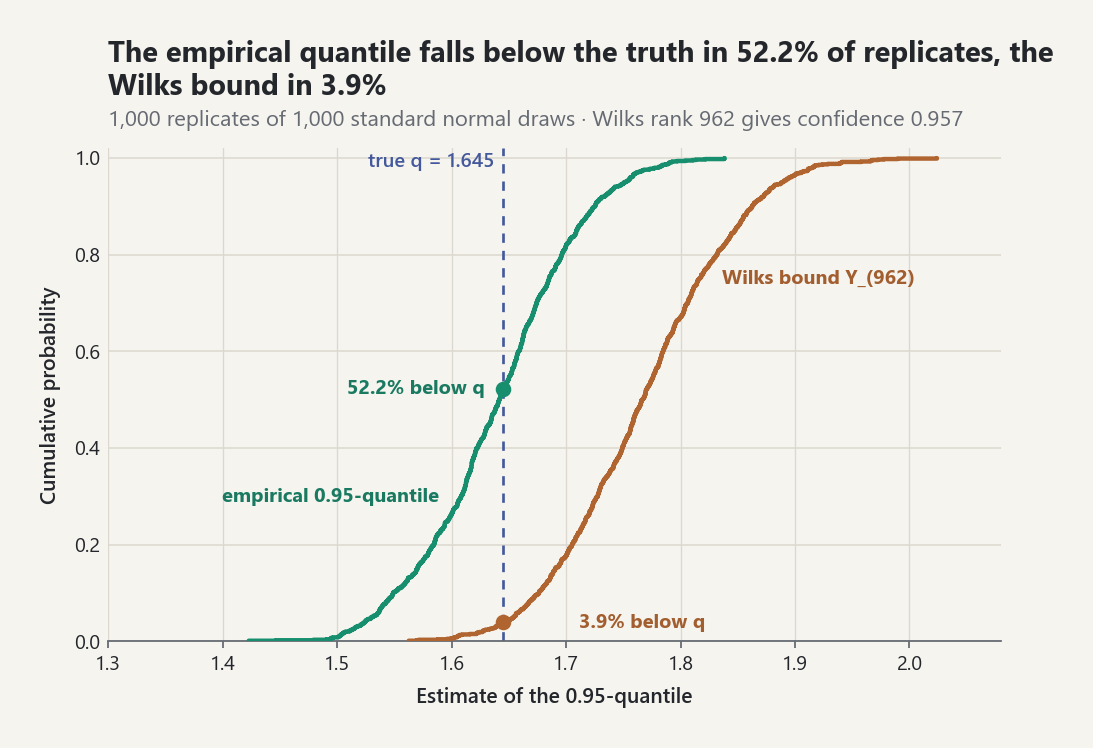 The empirical quantile falls below the truth in 52.2% of replicates, the
Wilks bound in 3.9%
1,000 replicates of 1,000 standard normal draws · Wilks rank 962 gives confidence 0.957
true q = 1.645
Wilks bound Y_(962)
52.2% below q
empirical 0.95-quantile
3.9% below q
Cumulative probability
1.0
0.8
0.6
0.4
0.2
0.0
1.3 1.4 1.5 1.6 1.7 1.8 1.9 2.0
Estimate of the 0.95-quantile